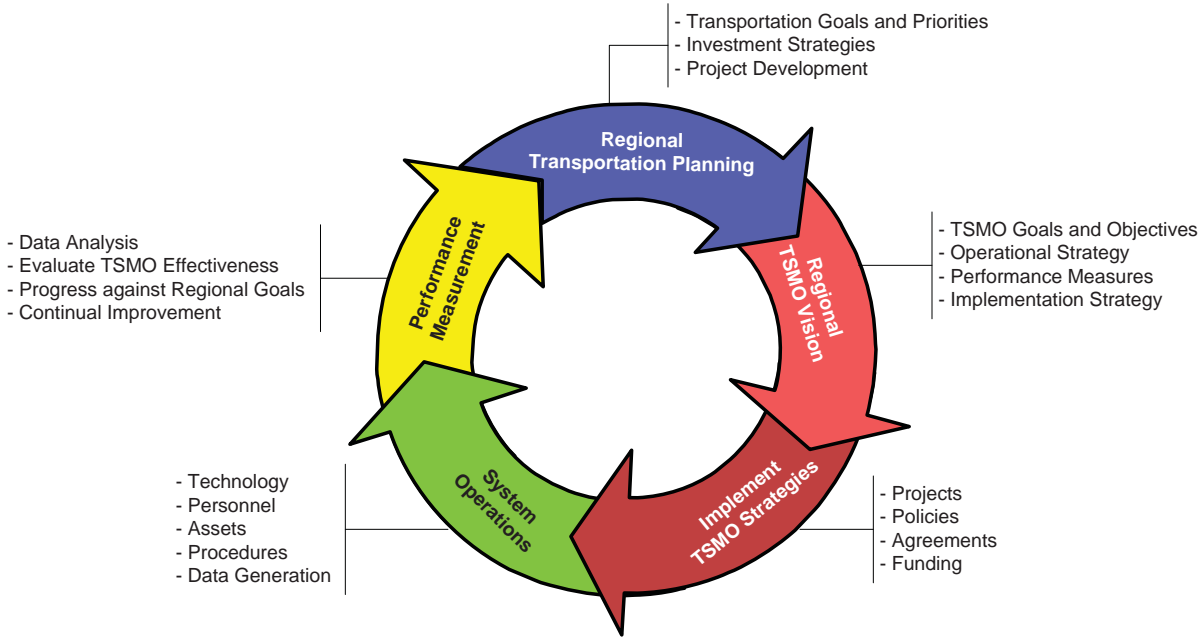 - Transportation Goals and Priorities
- Investment Strategies
- Project Development
Regional
Transportation Planning
- TSMO Goals and Objectives
- Operational Strategy
- Performance Measures
- Implementation Strategy
Regional
TSMO Vision
- Projects
- Policies
- Agreements
- Funding
Implement
TSMO Strategies
- Technology
- Personnel
- Assets
- Procedures
- Data Generation
System
Operations
- Data Analysis
- Evaluate TSMO Effectiveness
- Progress against Regional Goals
- Continual Improvement
Performance
Measurement